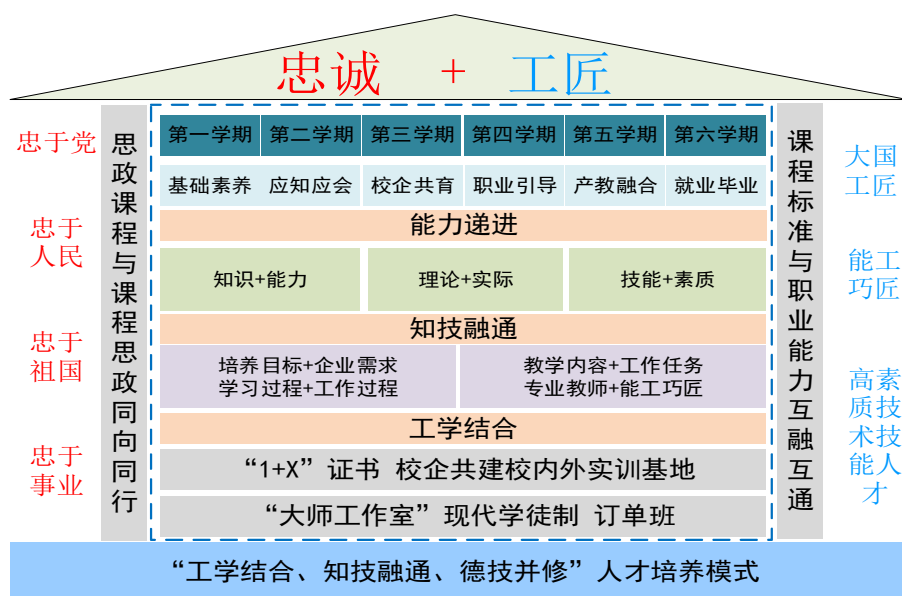 忠诚 + 工匠
忠于党
忠于
人民
忠于
祖国
忠于
事业
思政课程与课程思政同向同行
第一学期 第二学期 第三学期 第四学期 第五学期 第六学期
基础素养 应知应会 校企共育 职业引导 产教融合 就业毕业
能力递进
知识+能力 理论+实际 技能+素质
知技融通
培养目标+企业需求
学习过程+工作过程
教学内容+工作任务
专业教师+能工巧匠
工学结合
“1+X”证书 校企共建校内外实训基地
“大师工作室”现代学徒制 订单班
课程标准与职业能力互融互通
大国
工匠
能工
巧匠
高素
质技
术技
能人
才
“工学结合、知技融通、德技并修”人才培养模式